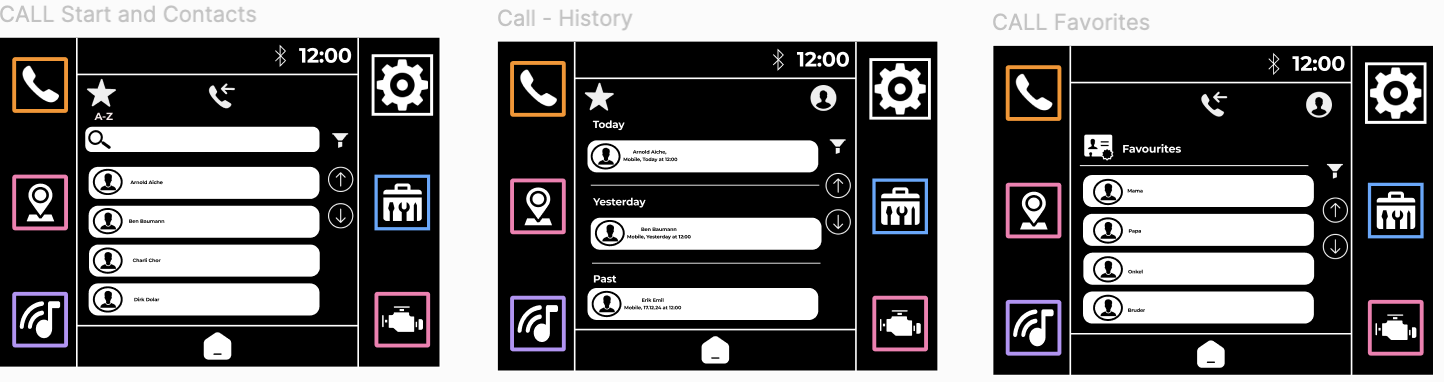 CALL Start and Contacts
12:00
A-Z
Arnold Aiche
Ben Baumann
Charli Chor
Dirk Dolar
Call - History
12:00
Today
Arnold Aiche,
Mobile, Today at 12:00
Yesterday
Ben Baumann
Mobile, Yesterday at 12:00
Past
Erik Emil
Mobile, 17.12.24 at 12:00
CALL Favorites
12:00
Favourites
Mama
Papa
Onkel
Bruder